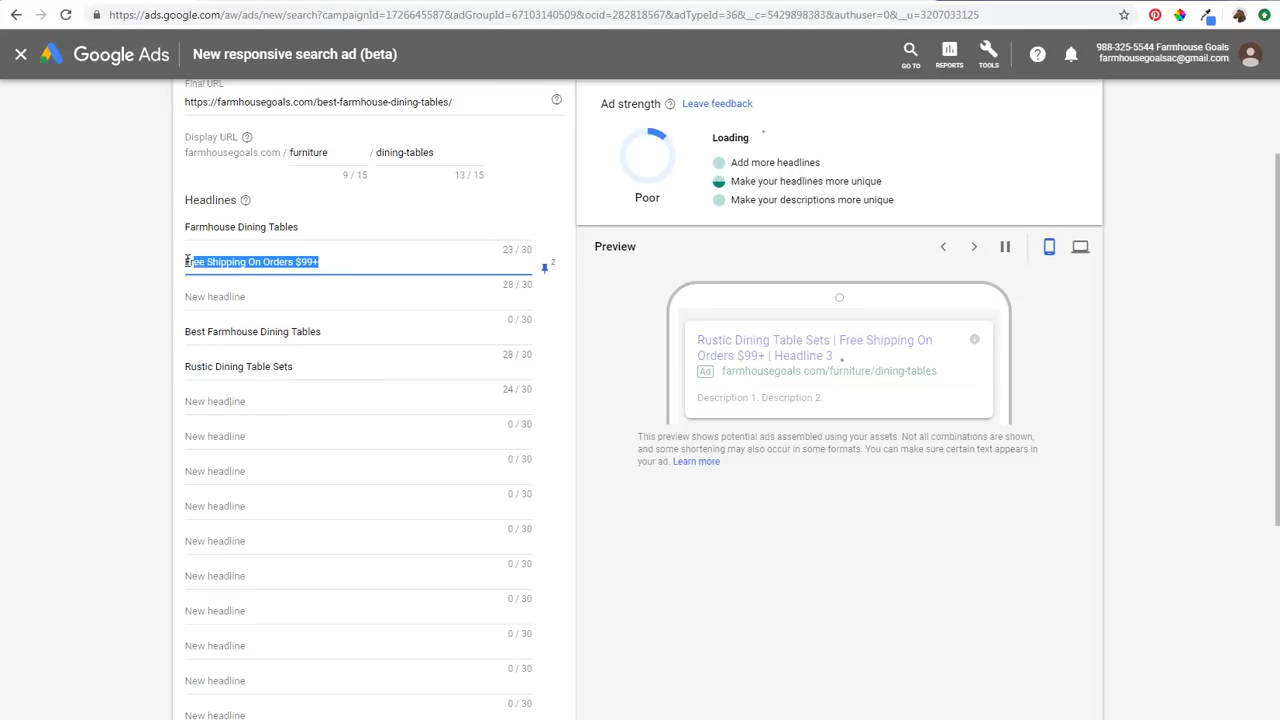 https://ads.google.com/aw/ads/new/search?campaignId=1726645587&adGroupId=67103140509&ocid=282818567&adTypeId=36&__c=5429898383&authuser=0&__u=3207033125
Google Ads
New responsive search ad (beta)
GO TO
REPORTS
TOOLS
988-325-5544 Farmhouse Goals
farmhousegoalsac@gmail.com
Final URL
https://farmhousegoals.com/best-farmhouse-dining-tables/
Display URL
farmhousegoals.com / furniture / dining-tables
9 / 15
13 / 15
Headlines
Farmhouse Dining Tables
23 / 30
Free Shipping On Orders $99+
2
28 / 30
New headline
0 / 30
Best Farmhouse Dining Tables
28 / 30
Rustic Dining Table Sets
24 / 30
New headline
0 / 30
New headline
0 / 30
New headline
0 / 30
New headline
0 / 30
New headline
0 / 30
New headline
0 / 30
New headline
0 / 30
New headline
0 / 30
New headline
0 / 30
New headline
Ad strength
Leave feedback
Poor
Loading
Add more headlines
Make your headlines more unique
Make your descriptions more unique
Preview
Rustic Dining Table Sets | Free Shipping On
Orders $99+ | Headline 3
Ad farmhousegoals.com/furniture/dining-tables
Description 1. Description 2.
This preview shows potential ads assembled using your assets. Not all combinations are shown,
and some shortening may also occur in some formats. You can make sure certain text appears in
your ad. Learn more